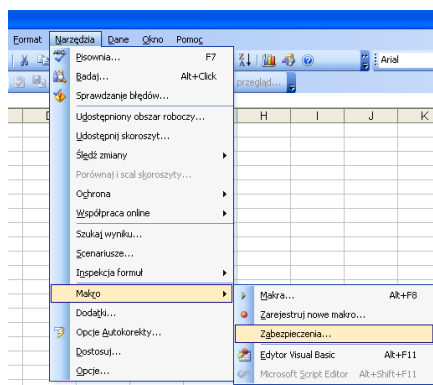 Format Narzędzia Dane Okno Pomoc
Arial
Pisownia... F7
Badaj... Alt+Click
przegląd...
Sprawdzanie błędów...
Udostępniony obszar roboczy...
H I J K
Udostępnij skoroszyt...
Śledź zmiany
Porównaj i scal skoroszyty...
Ochrona
Współpraca online
Szukaj wyniku...
Scenariusze...
Inspekcja formuł
Makro
Makra... Alt+F8
Dodatki...
Zarejestruj nowe makro...
Opcje Autokorekty...
Zabezpieczenia...
Dostosuj...
Edytor Visual Basic Alt+F11
Opcje...
Microsoft Script Editor Alt+Shift+F11